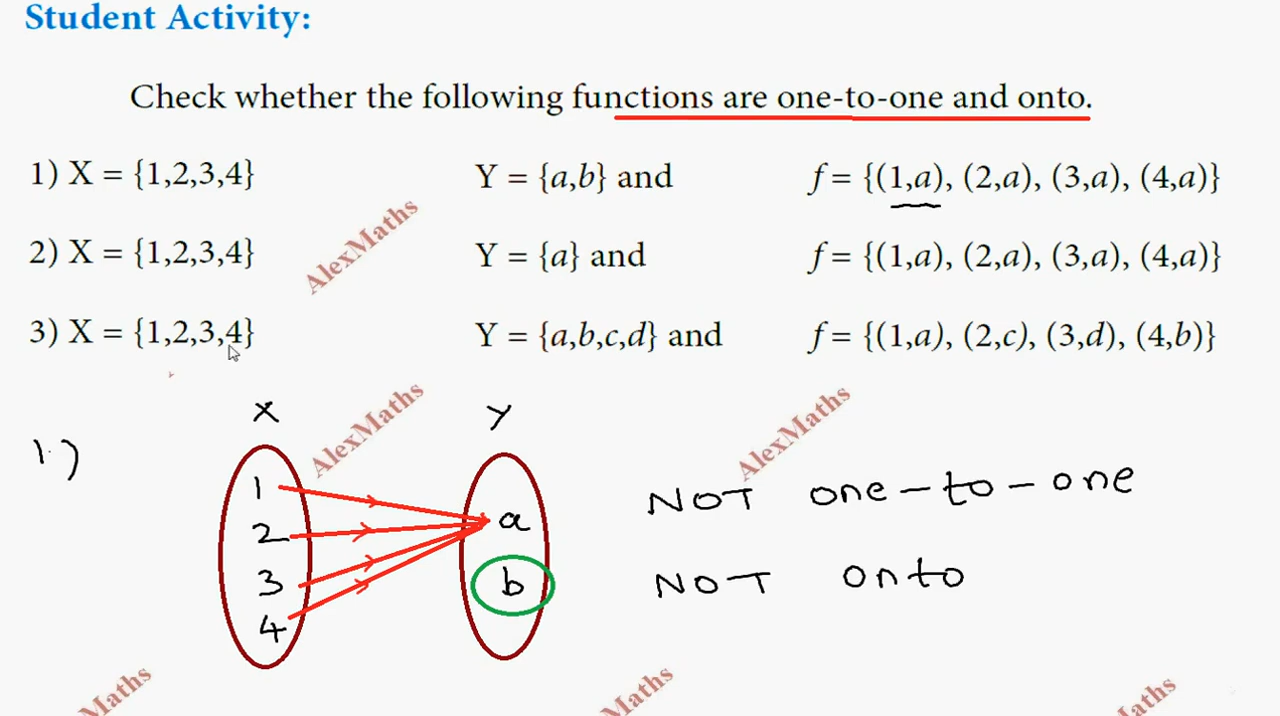 Student Activity:
Check whether the following functions are one-to-one and onto.
1) X = {1,2,3,4} Y = {a,b} and f = {(1,a), (2,a), (3,a), (4,a)}
AlexMaths
2) X = {1,2,3,4} Y = {a} and f = {(1,a), (2,a), (3,a), (4,a)}
3) X = {1,2,3,4} Y = {a,b,c,d} and f = {(1,a), (2,c), (3,d), (4,b)}
X Y
AlexMaths AlexMaths
1.)
1 NOT one-to-one
2 a
3 b NOT onto
4
AlexMaths AlexMaths AlexMaths